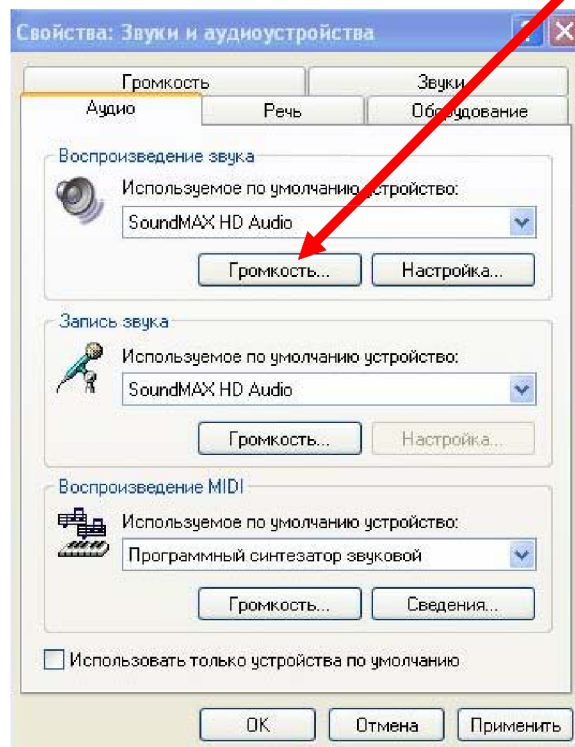 Свойства: Звуки и аудиоустройства
Громкость Звуки
Аудио Речь Оборудование
Воспроизведение звука
Используемое по умолчанию устройство:
SoundMAX HD Audio
Громкость... Настройка...
Запись звука
Используемое по умолчанию устройство:
SoundMAX HD Audio
Громкость... Настройка...
Воспроизведение MIDI
Используемое по умолчанию устройство:
Программный синтезатор звуковой
Громкость... Сведения...
Использовать только устройства по умолчанию
OK Отмена Применить